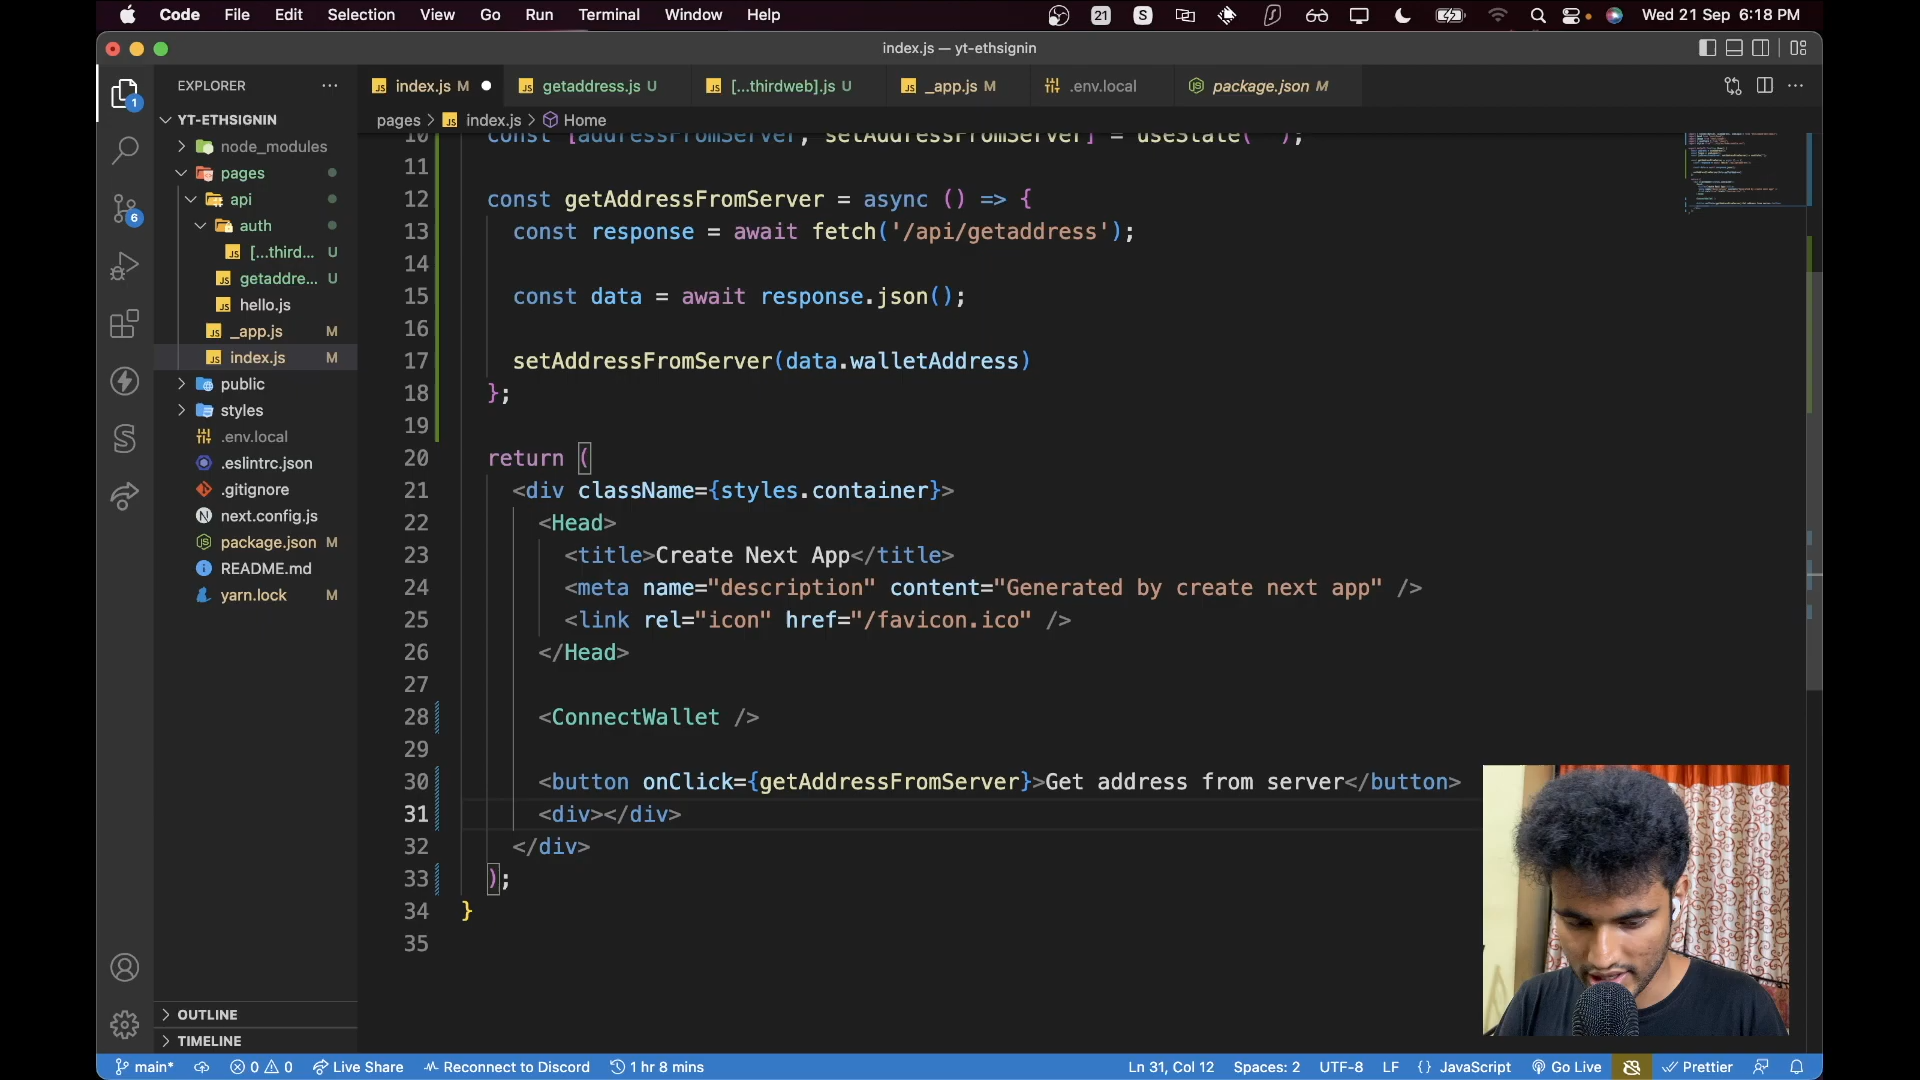 Code File Edit Selection View Go Run Terminal Window Help 21 S Wed 21 Sep 6:18 PM
index.js — yt-ethsignin
EXPLORER
index.js M getaddress.js U [...thirdweb].js U _app.js M .env.local package.json M
pages > index.js > Home
1
6
YT-ETHSIGNIN
node_modules
pages
api
auth
[...third... U
getaddre... U
hello.js
_app.js M
index.js M
public
styles
.env.local
.eslintrc.json
.gitignore
next.config.js
package.json M
README.md
yarn.lock M
OUTLINE
TIMELINE
10 const [addressFromServer, setAddressFromServer] = useState("");
11
12 const getAddressFromServer = async () => {
13 const response = await fetch('/api/getaddress');
14
15 const data = await response.json();
16
17 setAddressFromServer(data.walletAddress)
18 };
19
20 return (
21 <div className={styles.container}>
22 <Head>
23 <title>Create Next App</title>
24 <meta name="description" content="Generated by create next app" />
25 <link rel="icon" href="/favicon.ico" />
26 </Head>
27
28 <ConnectWallet />
29
30 <button onClick={getAddressFromServer}>Get address from server</button>
31 <div></div>
32 </div>
33 );
34 }
35
main* 0 0 Live Share Reconnect to Discord 1 hr 8 mins Ln 31, Col 12 Spaces: 2 UTF-8 LF {} JavaScript Go Live Prettier